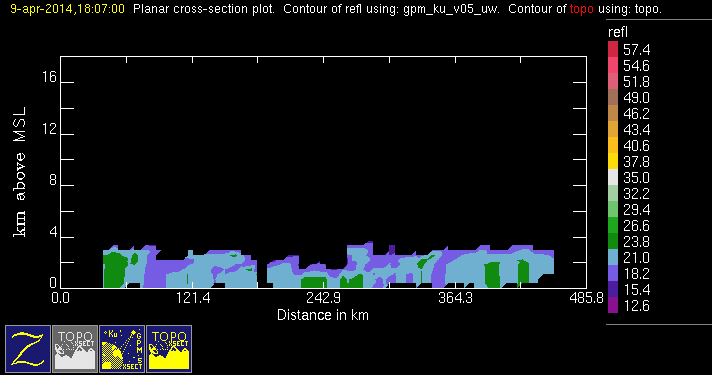 9-apr-2014,18:07:00 Planar cross-section plot. Contour of refl using: gpm_ku_v05_uw. Contour of topo using: topo.
refl
57.4
54.6
51.8
49.0
46.2
43.4
40.6
37.8
35.0
32.2
29.4
26.6
23.8
21.0
18.2
15.4
12.6
km above MSL
16
12
8
4
0
0.0 121.4 242.9 364.3 485.8
Distance in km
Z
TOPO
XSECT
"Ku"
GPM
XSECT
TOPO
XSECT